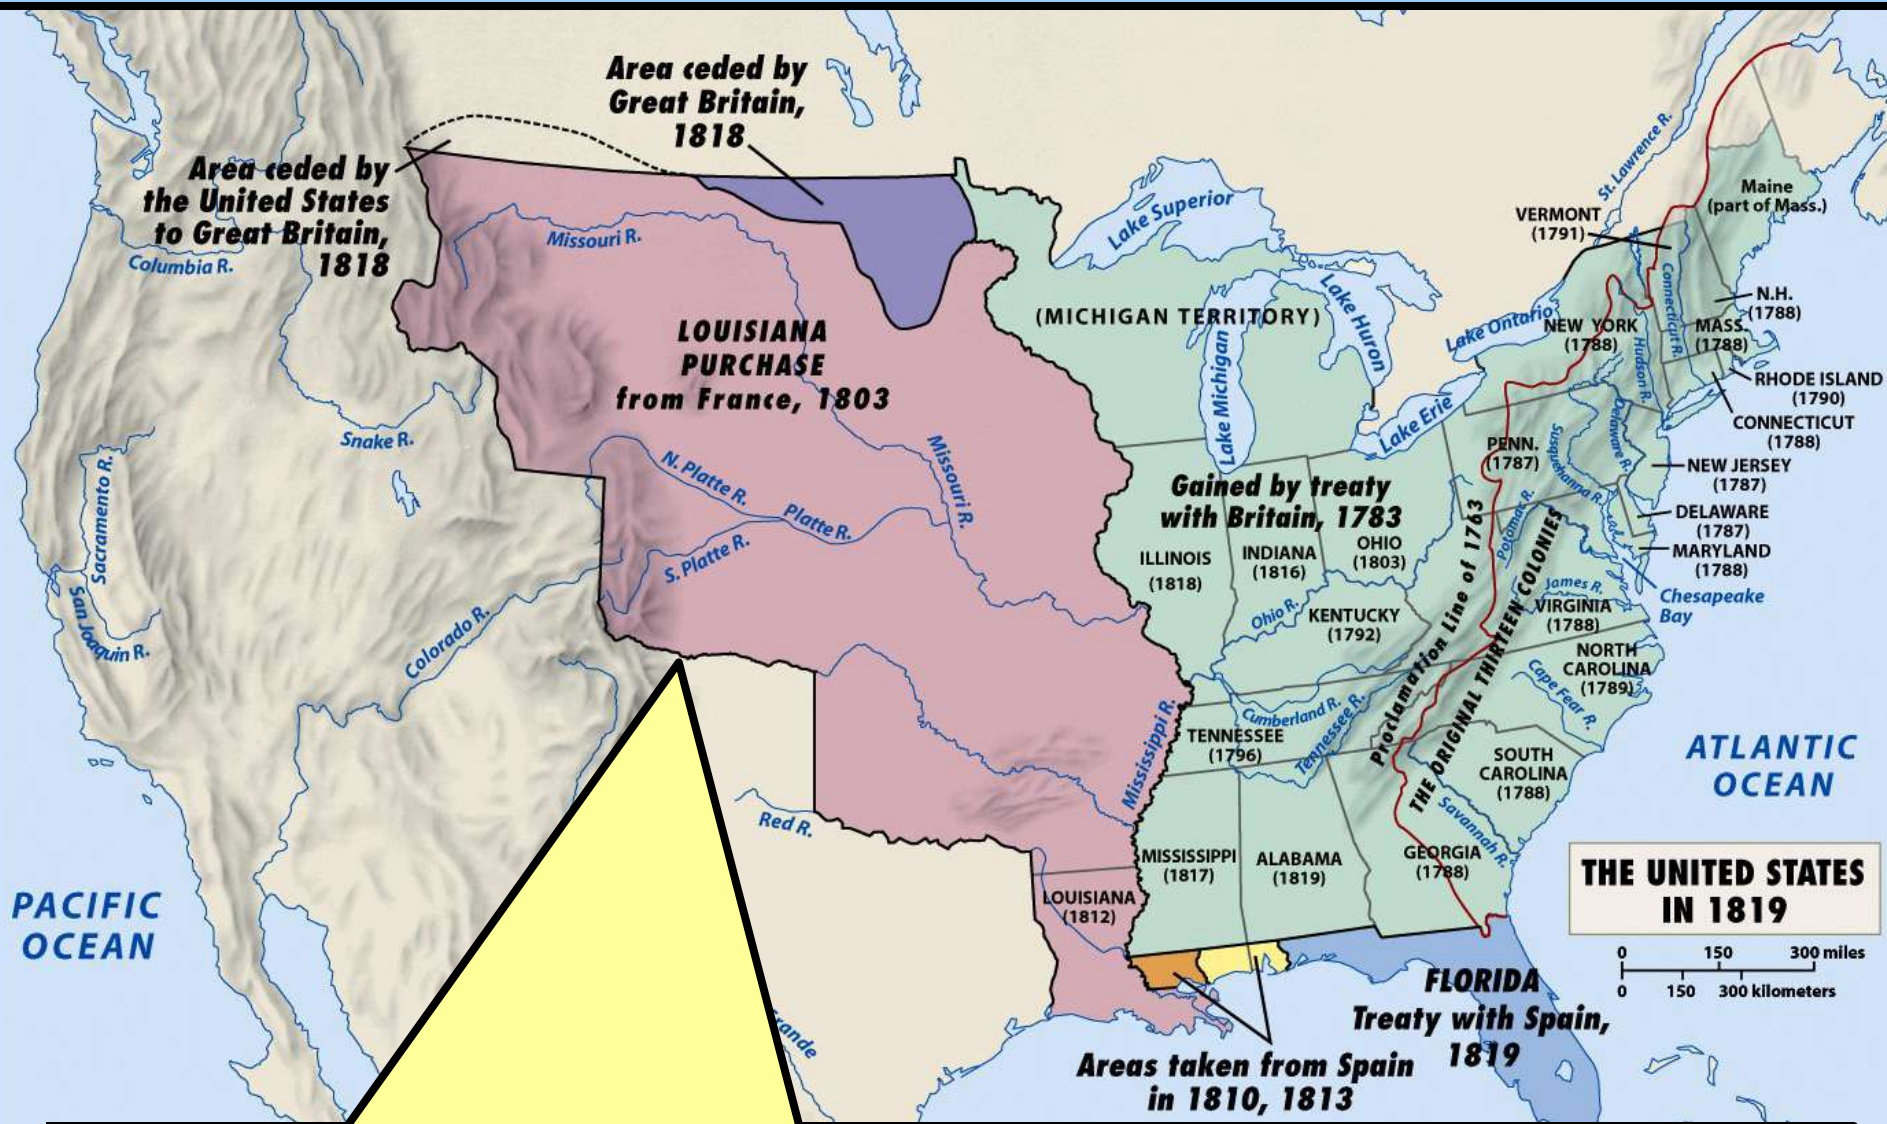 Area ceded by
Great Britain,
1818
Area ceded by
the United States
to Great Britain,
1818
Columbia R.
Missouri R.
Lake Superior
St. Lawrence R.
Maine
(part of Mass.)
VERMONT
(1791)
Connecticut R.
N.H.
(1788)
(MICHIGAN TERRITORY)
Lake Huron
Lake Michigan
Lake Ontario
NEW YORK
(1788)
Hudson R.
MASS.
(1788)
LOUISIANA
PURCHASE
from France, 1803
RHODE ISLAND
(1790)
CONNECTICUT
(1788)
Lake Erie
Snake R.
Missouri R.
PENN.
(1787)
Susquehanna R.
Delaware R.
NEW JERSEY
(1787)
Sacramento R.
N. Platte R.
Platte R.
S. Platte R.
Gained by treaty
with Britain, 1783
Potomac R.
DELAWARE
(1787)
MARYLAND
(1788)
ILLINOIS
(1818)
INDIANA
(1816)
OHIO
(1803)
James R.
Chesapeake
Bay
VIRGINIA
(1788)
San Joaquin R.
Colorado R.
Ohio R.
KENTUCKY
(1792)
Proclamation Line of 1763
THE ORIGINAL THIRTEEN COLONIES
NORTH
CAROLINA
(1789)
Cape Fear R.
Mississippi R.
Cumberland R.
Tennessee R.
TENNESSEE
(1796)
SOUTH
CAROLINA
(1788)
ATLANTIC
OCEAN
Red R.
Savannah R.
MISSISSIPPI
(1817)
ALABAMA
(1819)
GEORGIA
(1788)
LOUISIANA
(1812)
PACIFIC
OCEAN
THE UNITED STATES
IN 1819
0 150 300 miles
0 150 300 kilometers
FLORIDA
Treaty with Spain,
1819
Areas taken from Spain
in 1810, 1813